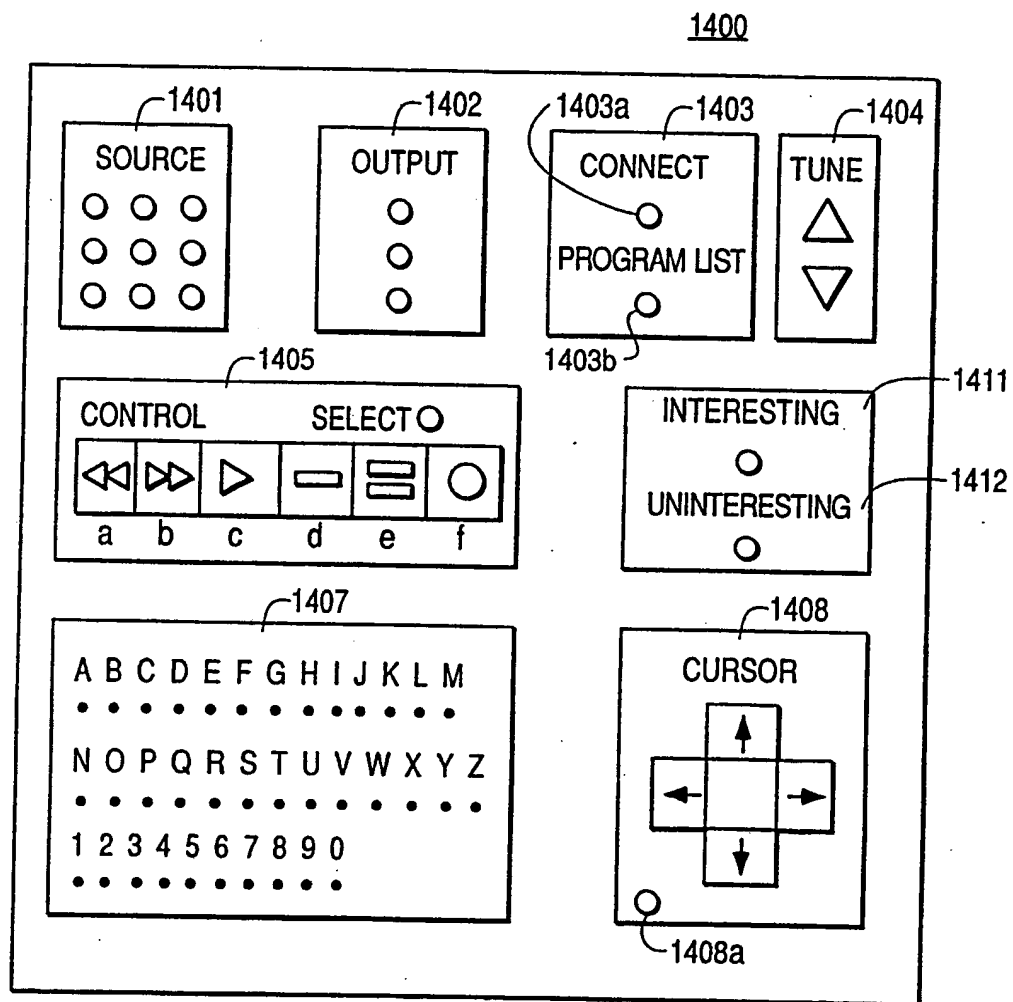 1400
1401
1402
1403a
1403
1404
SOURCE
OUTPUT
CONNECT
TUNE
PROGRAM LIST
1403b
1405
1411
CONTROL
SELECT
INTERESTING
1412
UNINTERESTING
a b c d e f
1407
1408
A B C D E F G H I J K L M
CURSOR
N O P Q R S T U V W X Y Z
1 2 3 4 5 6 7 8 9 0
1408a